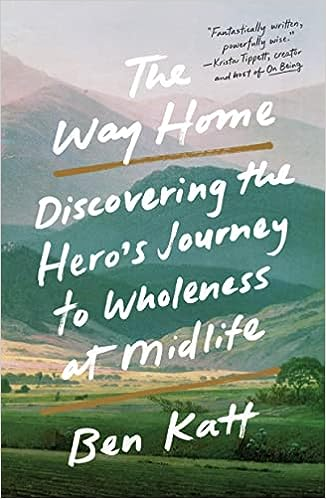 "Fantastically written,
powerfully wise."
—Krista Tippett, creator
and host of On Being
The
Way Home
Discovering the
Hero's Journey
to Wholeness
at Midlife
Ben Katt